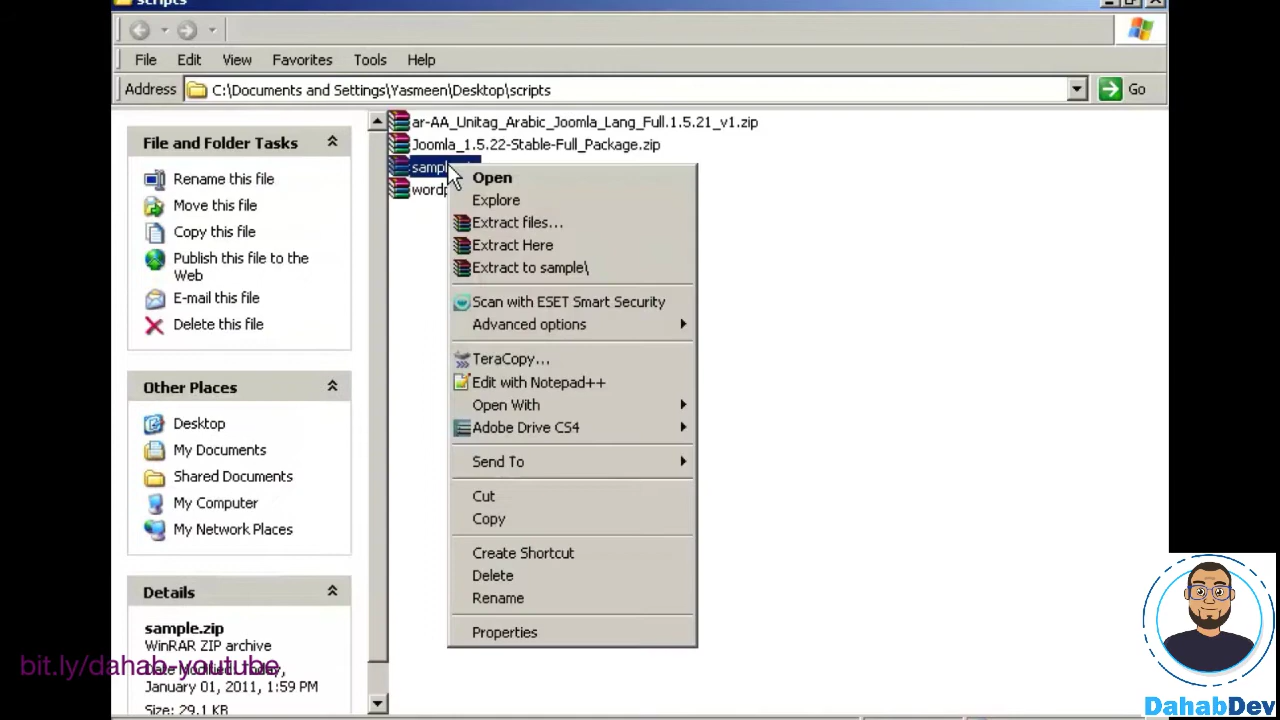 scripts
File Edit View Favorites Tools Help
Address C:\Documents and Settings\Yasmeen\Desktop\scripts Go
File and Folder Tasks
Rename this file
Move this file
Copy this file
Publish this file to the
Web
E-mail this file
Delete this file
Other Places
Desktop
My Documents
Shared Documents
My Computer
My Network Places
Details
sample.zip
WinRAR ZIP archive
Date Modified: Today,
January 01, 2011, 1:59 PM
Size: 29.1 KB
ar-AA_Unitag_Arabic_Joomla_Lang_Full.1.5.21_v1.zip
Joomla_1.5.22-Stable-Full_Package.zip
Open
Explore
Extract files...
Extract Here
Extract to sample\
Scan with ESET Smart Security
Advanced options
TeraCopy...
Edit with Notepad++
Open With
Adobe Drive CS4
Send To
Cut
Copy
Create Shortcut
Delete
Rename
Properties
bit.ly/dahab-youtube
DahabDev